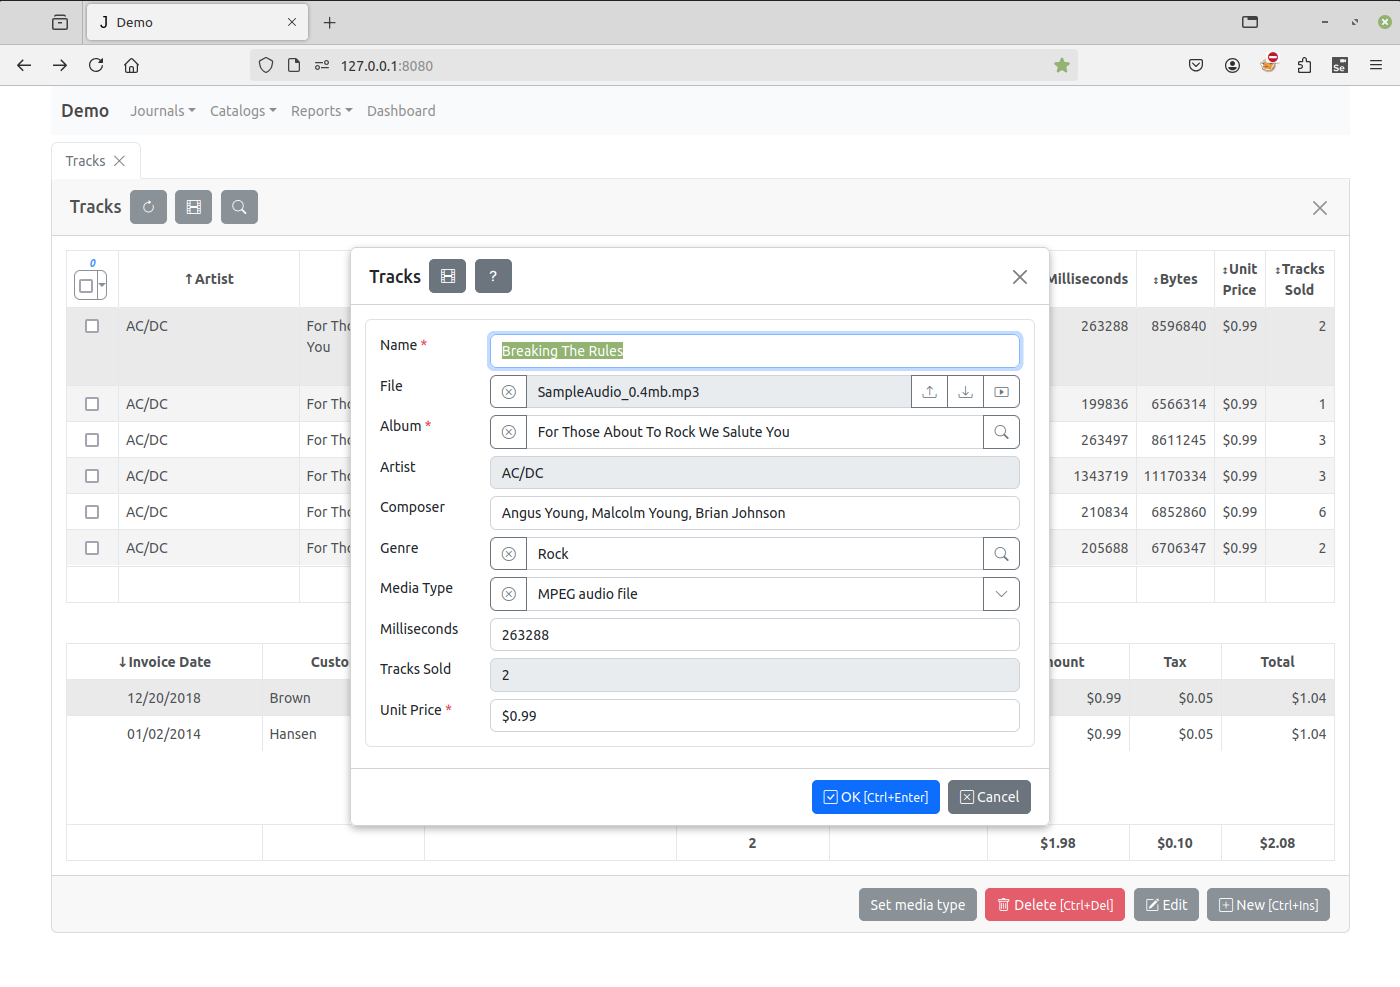 J Demo
127.0.0.1:8080
Se
Demo Journals Catalogs Reports Dashboard
Tracks
Tracks
0
↑Artist
Milliseconds ↕Bytes ↕Unit Price ↕Tracks Sold
AC/DC For Tho You 263288 8596840 $0.99 2
AC/DC For Tho 199836 6566314 $0.99 1
AC/DC For Tho 263497 8611245 $0.99 3
AC/DC For Tho 1343719 11170334 $0.99 3
AC/DC For Tho 210834 6852860 $0.99 6
AC/DC For Tho 205688 6706347 $0.99 2
Tracks ?
Name *
Breaking The Rules
File
SampleAudio_0.4mb.mp3
Album *
For Those About To Rock We Salute You
Artist
AC/DC
Composer
Angus Young, Malcolm Young, Brian Johnson
Genre
Rock
Media Type
MPEG audio file
Milliseconds
263288
Tracks Sold
2
Unit Price *
$0.99
OK [Ctrl+Enter] Cancel
↓Invoice Date Custo nount Tax Total
12/20/2018 Brown $0.99 $0.05 $1.04
01/02/2014 Hansen $0.99 $0.05 $1.04
2 $1.98 $0.10 $2.08
Set media type Delete [Ctrl+Del] Edit New [Ctrl+Ins]